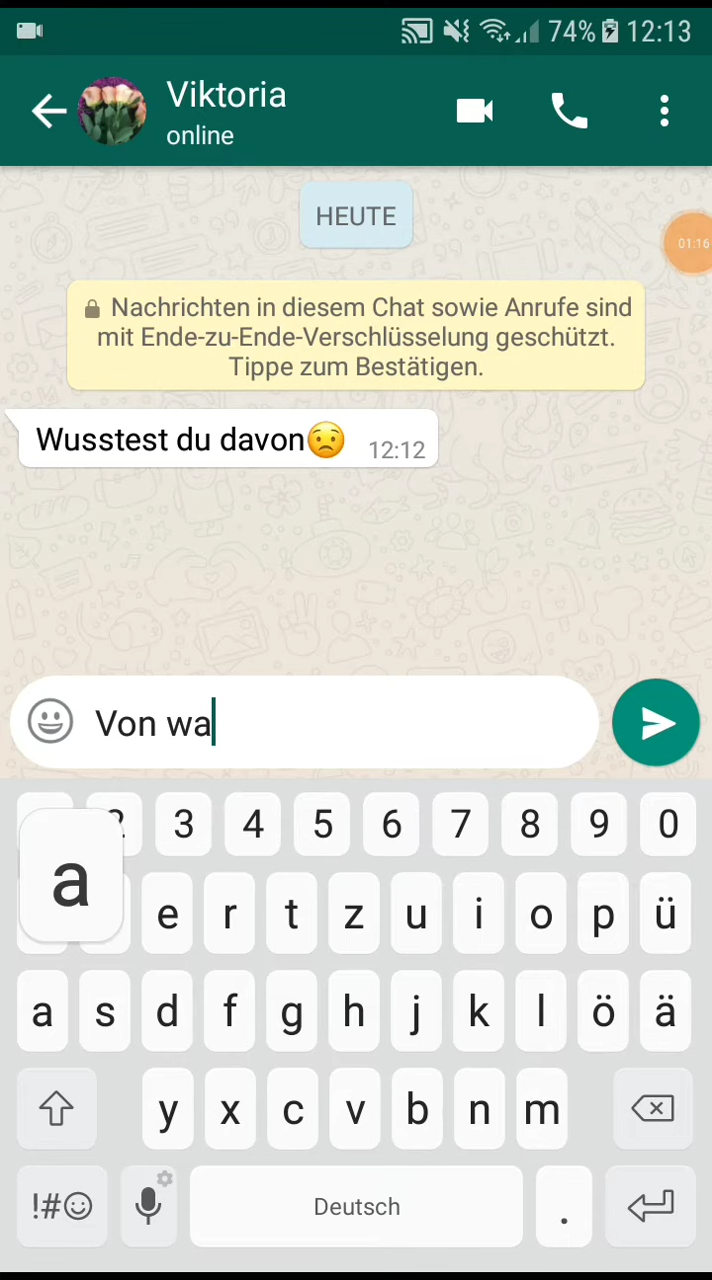 74% 12:13
Viktoria
online
HEUTE
01:16
Nachrichten in diesem Chat sowie Anrufe sind
mit Ende-zu-Ende-Verschlüsselung geschützt.
Tippe zum Bestätigen.
Wusstest du davon😟 12:12
Von wa
2 3 4 5 6 7 8 9 0
a
e r t z u i o p ü
a s d f g h j k l ö ä
y x c v b n m
!#☺ Deutsch .